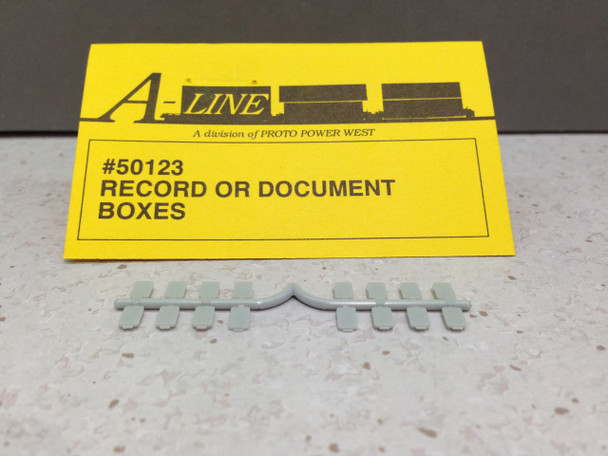 A-LINE
A division of PROTO POWER WEST
#50123
RECORD OR DOCUMENT
BOXES